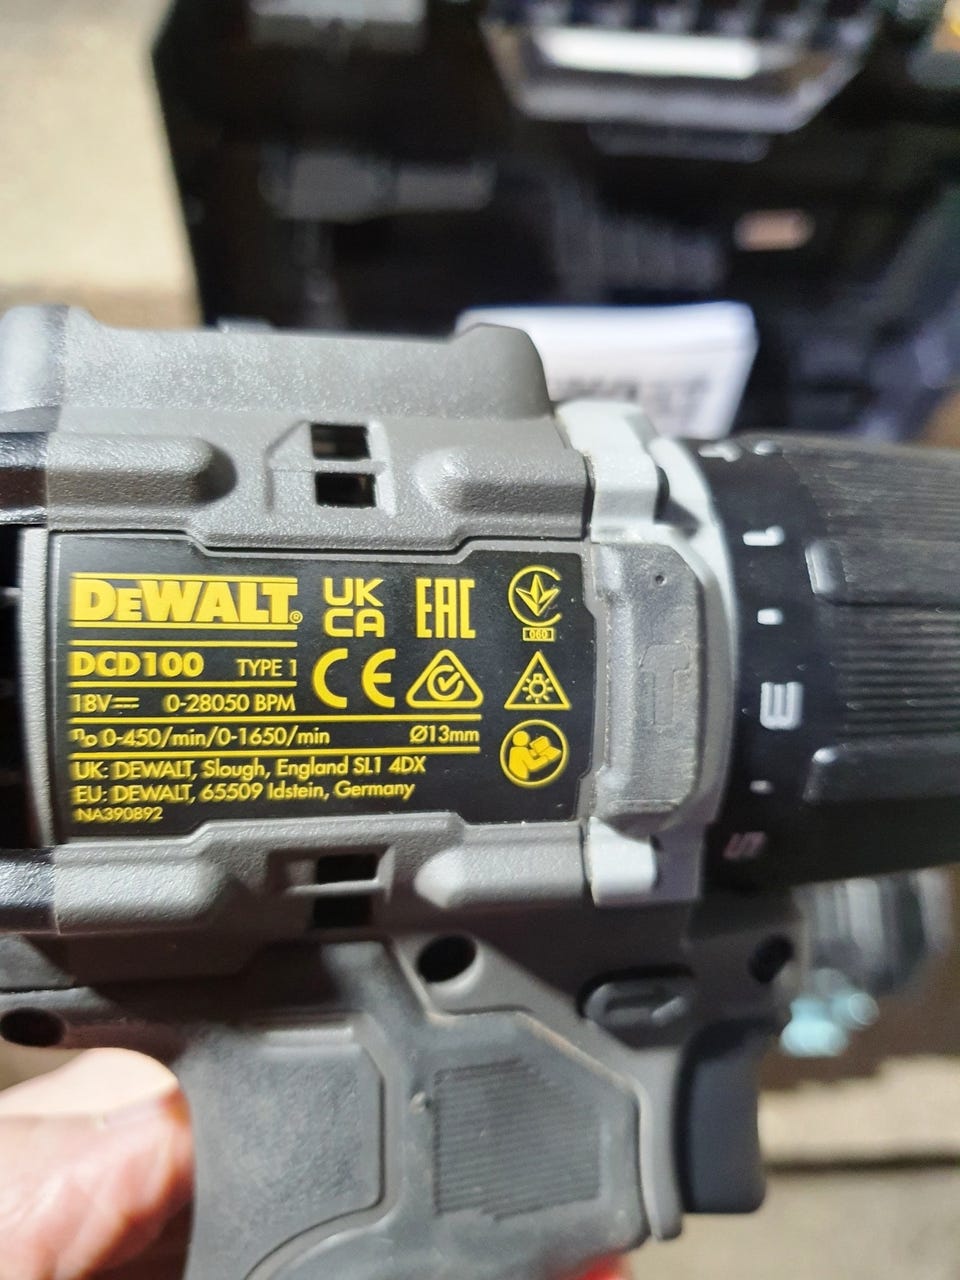 DEWALT®
UK
CA
EAC
060
DCD100 TYPE 1
CE
18V 0-28050 BPM
n₀ 0-450/min/0-1650/min Ø13mm
UK: DEWALT, Slough, England SL1 4DX
EU: DEWALT, 65509 Idstein, Germany
NA390892